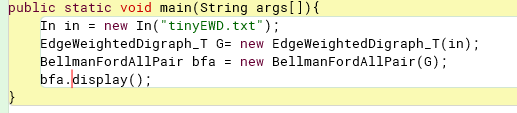 public static void main(String args[]){
In in = new In("tinyEWD.txt");
EdgeWeightedDigraph_T G= new EdgeWeightedDigraph_T(in);
BellmanFordAllPair bfa = new BellmanFordAllPair(G);
bfa.display();
}